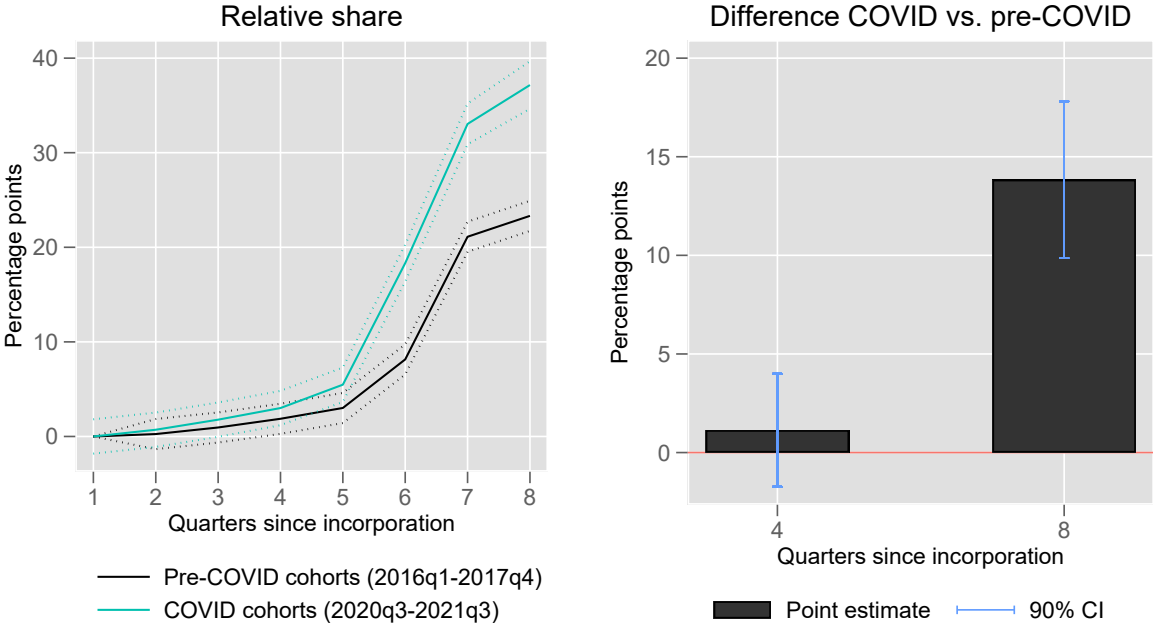 Relative share
Percentage points
40
30
20
10
0
1 2 3 4 5 6 7 8
Quarters since incorporation
Pre-COVID cohorts (2016q1-2017q4)
COVID cohorts (2020q3-2021q3)
Difference COVID vs. pre-COVID
Percentage points
20
15
10
5
0
4 8
Quarters since incorporation
Point estimate 90% CI